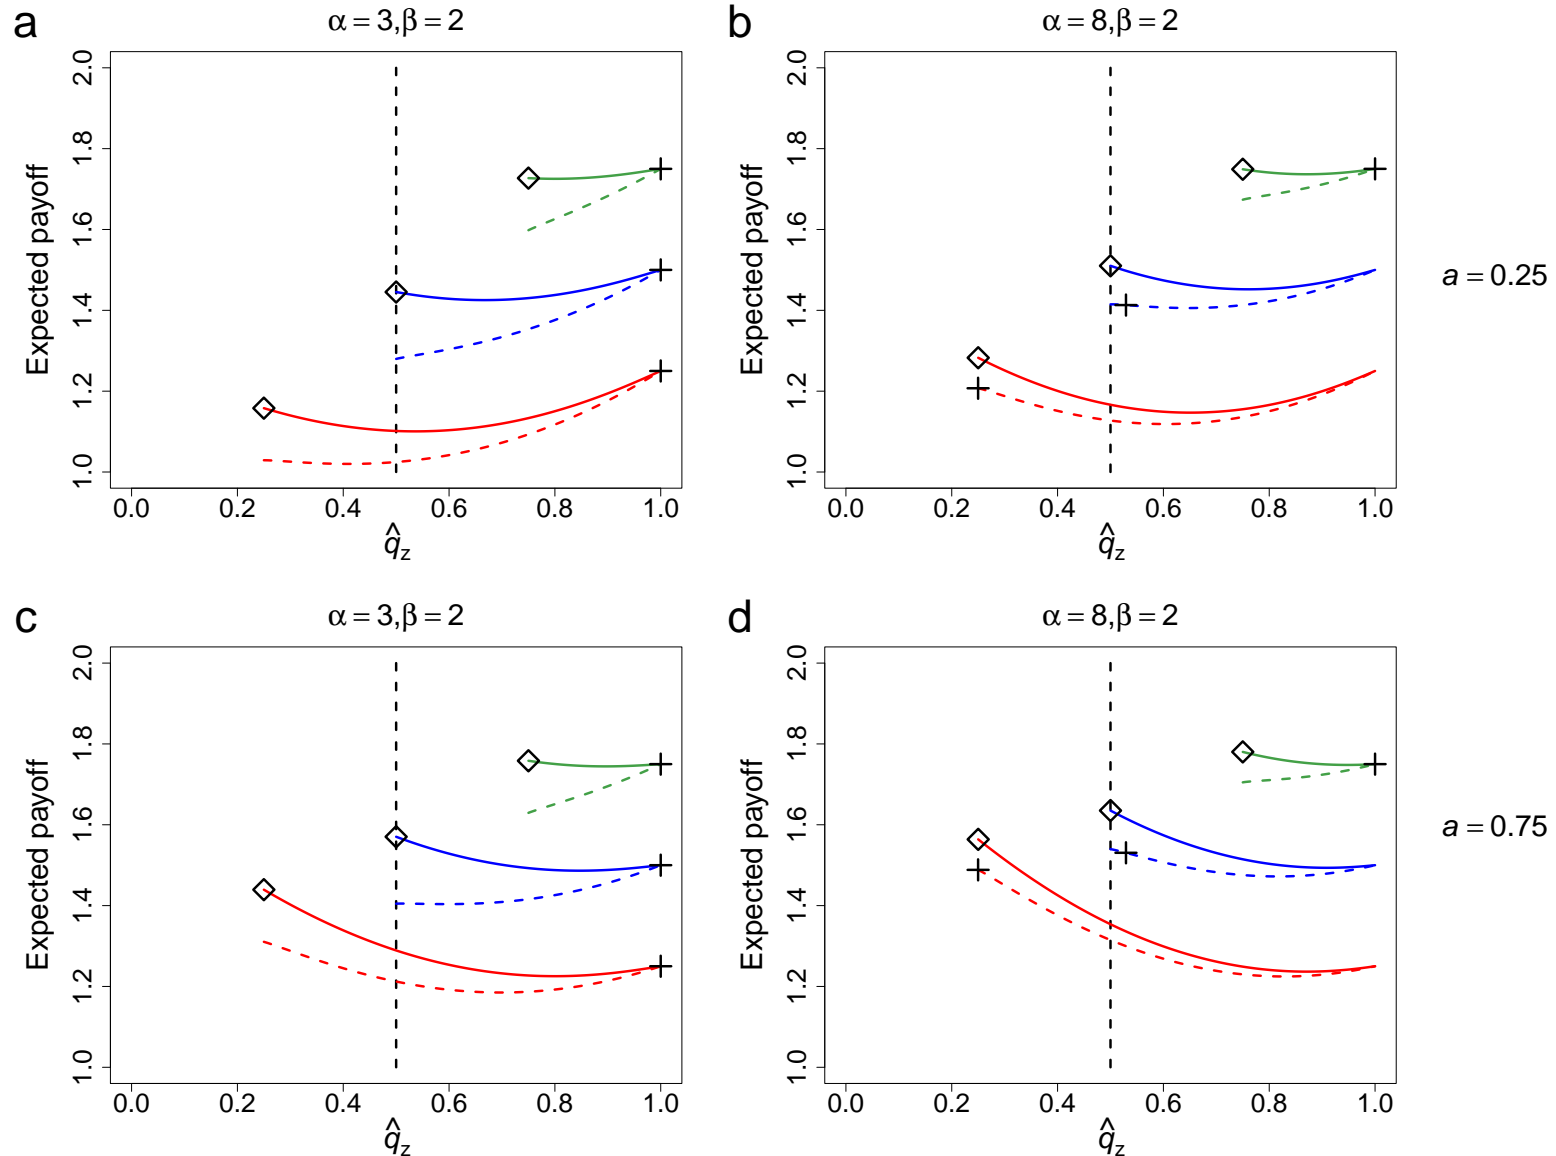 a
α = 3,β = 2
Expected payoff
2.0
1.8
1.6
1.4
1.2
1.0
0.0 0.2 0.4 0.6 0.8 1.0
q̂z
b
α = 8,β = 2
Expected payoff
2.0
1.8
1.6
1.4
1.2
1.0
0.0 0.2 0.4 0.6 0.8 1.0
q̂z
a = 0.25
c
α = 3,β = 2
Expected payoff
2.0
1.8
1.6
1.4
1.2
1.0
0.0 0.2 0.4 0.6 0.8 1.0
q̂z
d
α = 8,β = 2
Expected payoff
2.0
1.8
1.6
1.4
1.2
1.0
0.0 0.2 0.4 0.6 0.8 1.0
q̂z
a = 0.75